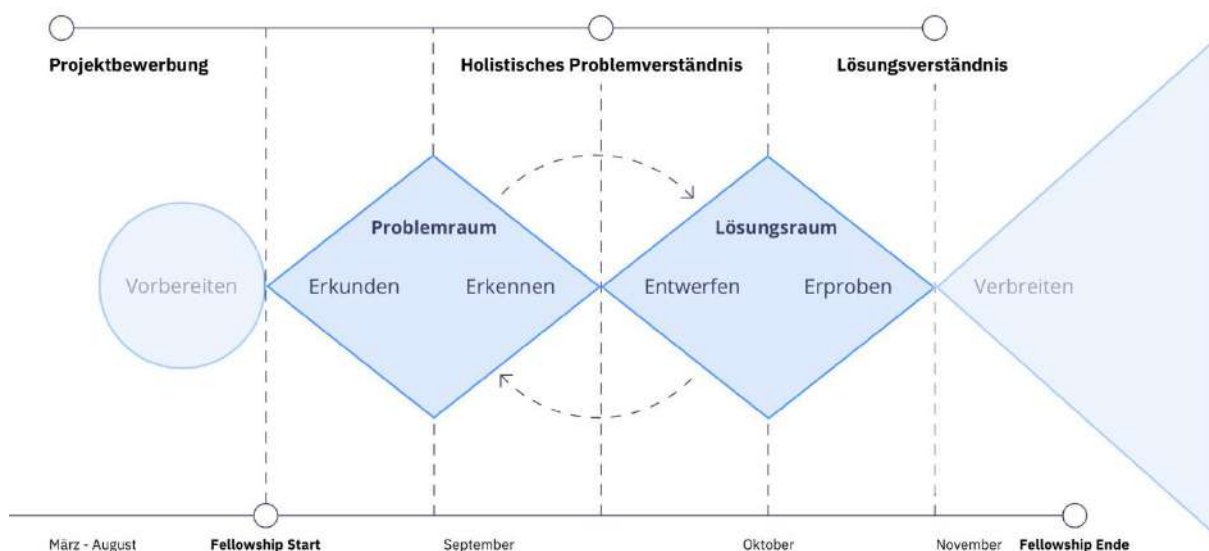 Projektbewerbung
Holistisches Problemverständnis
Lösungsverständnis
Problemraum
Lösungsraum
Vorbereiten
Erkunden
Erkennen
Entwerfen
Erproben
Verbreiten
März - August
Fellowship Start
September
Oktober
November
Fellowship Ende